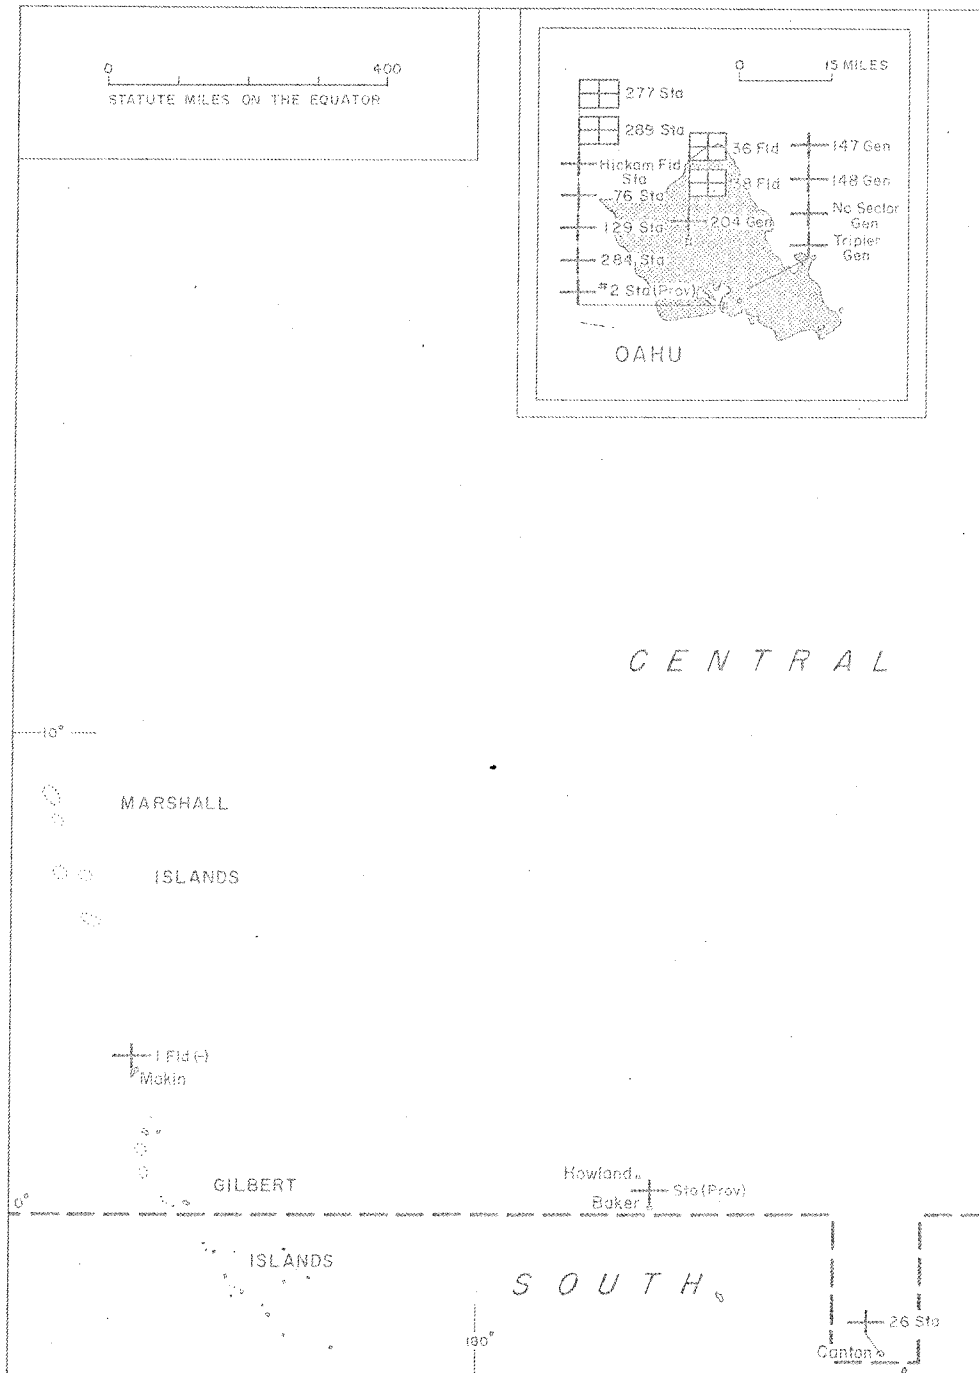 0 400
STATUTE MILES ON THE EQUATOR
0 15 MILES
277 Sta
289 Sta
Hickam Fld
Sta
76 Sta
129 Sta
284 Sta
#2 Sta (Prov)
36 Fld
38 Fld
204 Gen
147 Gen
148 Gen
No Sector
Gen
Tripler
Gen
OAHU
CENTRAL
10°
MARSHALL
ISLANDS
1 Fld (-)
Makin
GILBERT
Howland
Baker
Sta (Prov)
0°
ISLANDS
SOUTH
180°
26 Sta
Canton